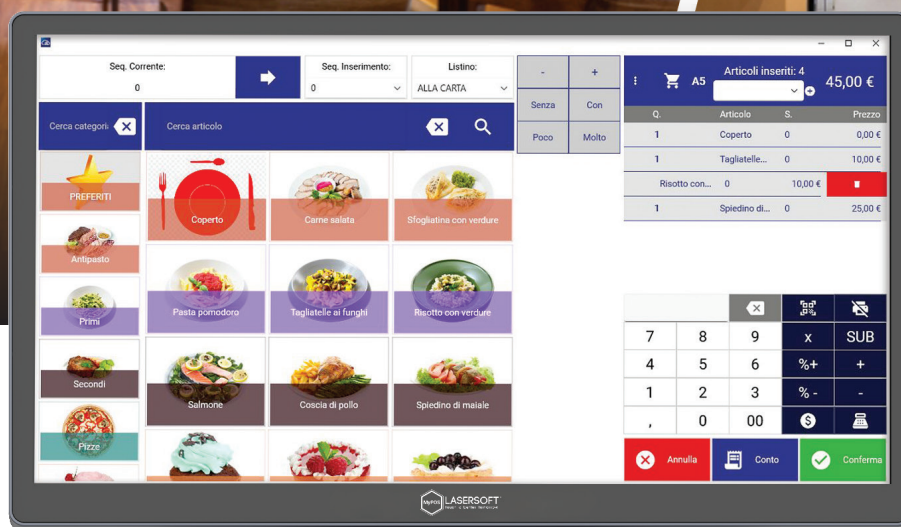 Seq. Corrente:
0
Seq. Inserimento:
0
Listino:
ALLA CARTA
-
+
Senza
Con
Poco
Molto
Cerca categori
Cerca articolo
PREFERITI
Antipasto
Primi
Secondi
Pizze
Coperto
Carne salata
Sfogliatina con verdure
Pasta pomodoro
Tagliatelle ai funghi
Risotto con verdure
Salmone
Coscia di pollo
Spiedino di maiale
A5
Articoli inseriti: 4
45,00 €
Q. Articolo S. Prezzo
1 Coperto 0 0,00 €
1 Tagliatelle... 0 10,00 €
Risotto con... 0 10,00 €
1 Spiedino di... 0 25,00 €
7 8 9 x SUB
4 5 6 %+ +
1 2 3 %- -
, 0 00 $
Annulla
Conto
Conferma
MyPOS LASERSOFT